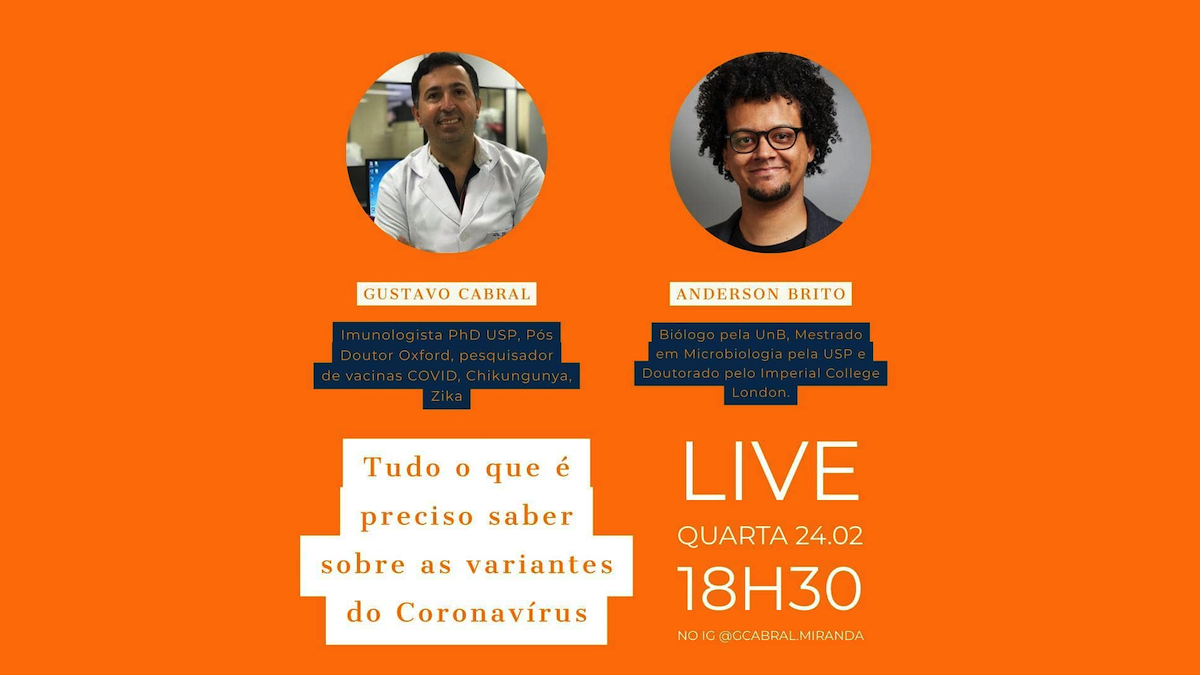 GUSTAVO CABRAL
Imunologista PhD USP, Pós
Doutor Oxford, pesquisador
de vacinas COVID, Chikungunya,
Zika
ANDERSON BRITO
Biólogo pela UnB, Mestrado
em Microbiologia pela USP e
Doutorado pelo Imperial College
London.
Tudo o que é
preciso saber
sobre as variantes
do Coronavírus
LIVE
QUARTA 24.02
18H30
NO IG @GCABRAL.MIRANDA